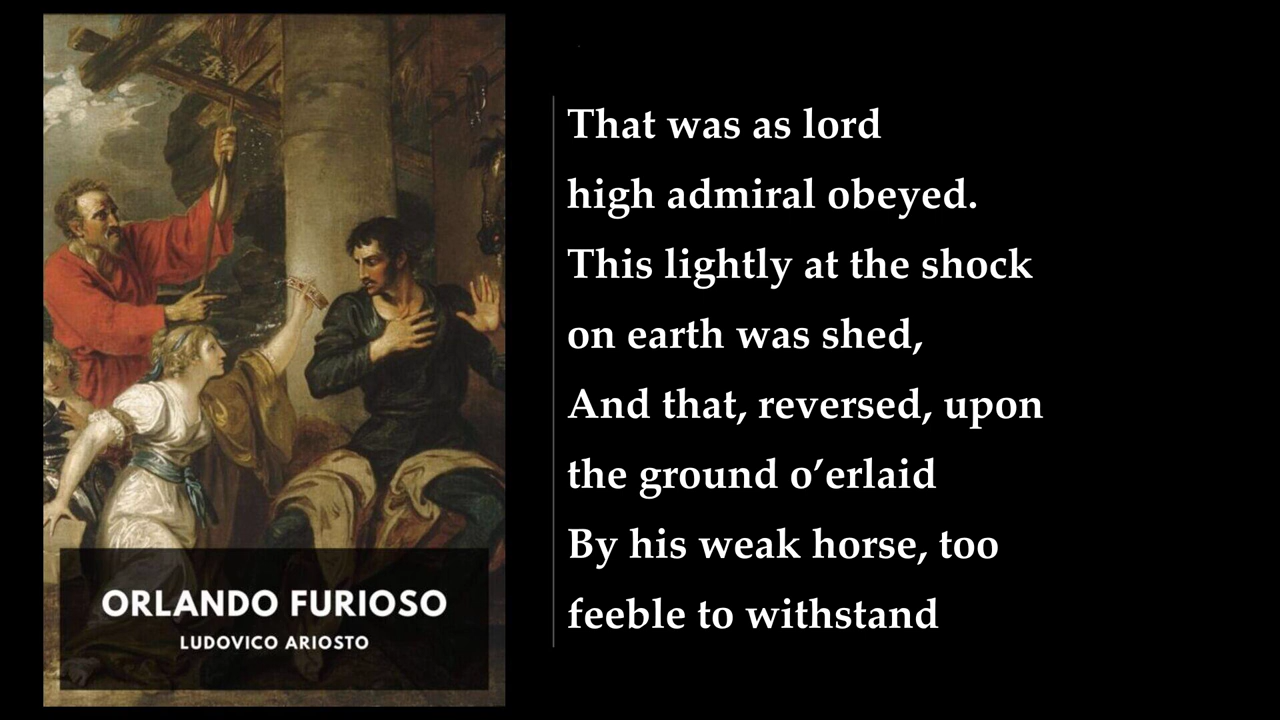 ORLANDO FURIOSO
LUDOVICO ARIOSTO
That was as lord
high admiral obeyed.
This lightly at the shock
on earth was shed,
And that, reversed, upon
the ground o’erlaid
By his weak horse, too
feeble to withstand